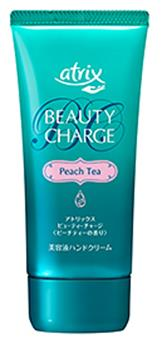 atrix
BEAUTY
CHARGE
Peach Tea
アトリックス
ビューティーチャージ
〈ピーチティーの香り〉
美容液ハンドクリーム